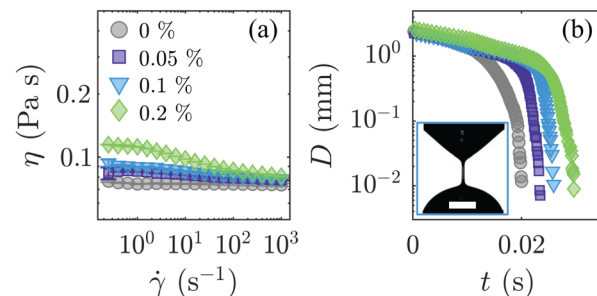 (a)
0 %
0.05 %
0.1 %
0.2 %
0.2
0.1
η (Pa s)
10⁰ 10¹ 10² 10³
γ̇ (s⁻¹)
(b)
10⁰
10⁻¹
10⁻²
D (mm)
0 0.02
t (s)